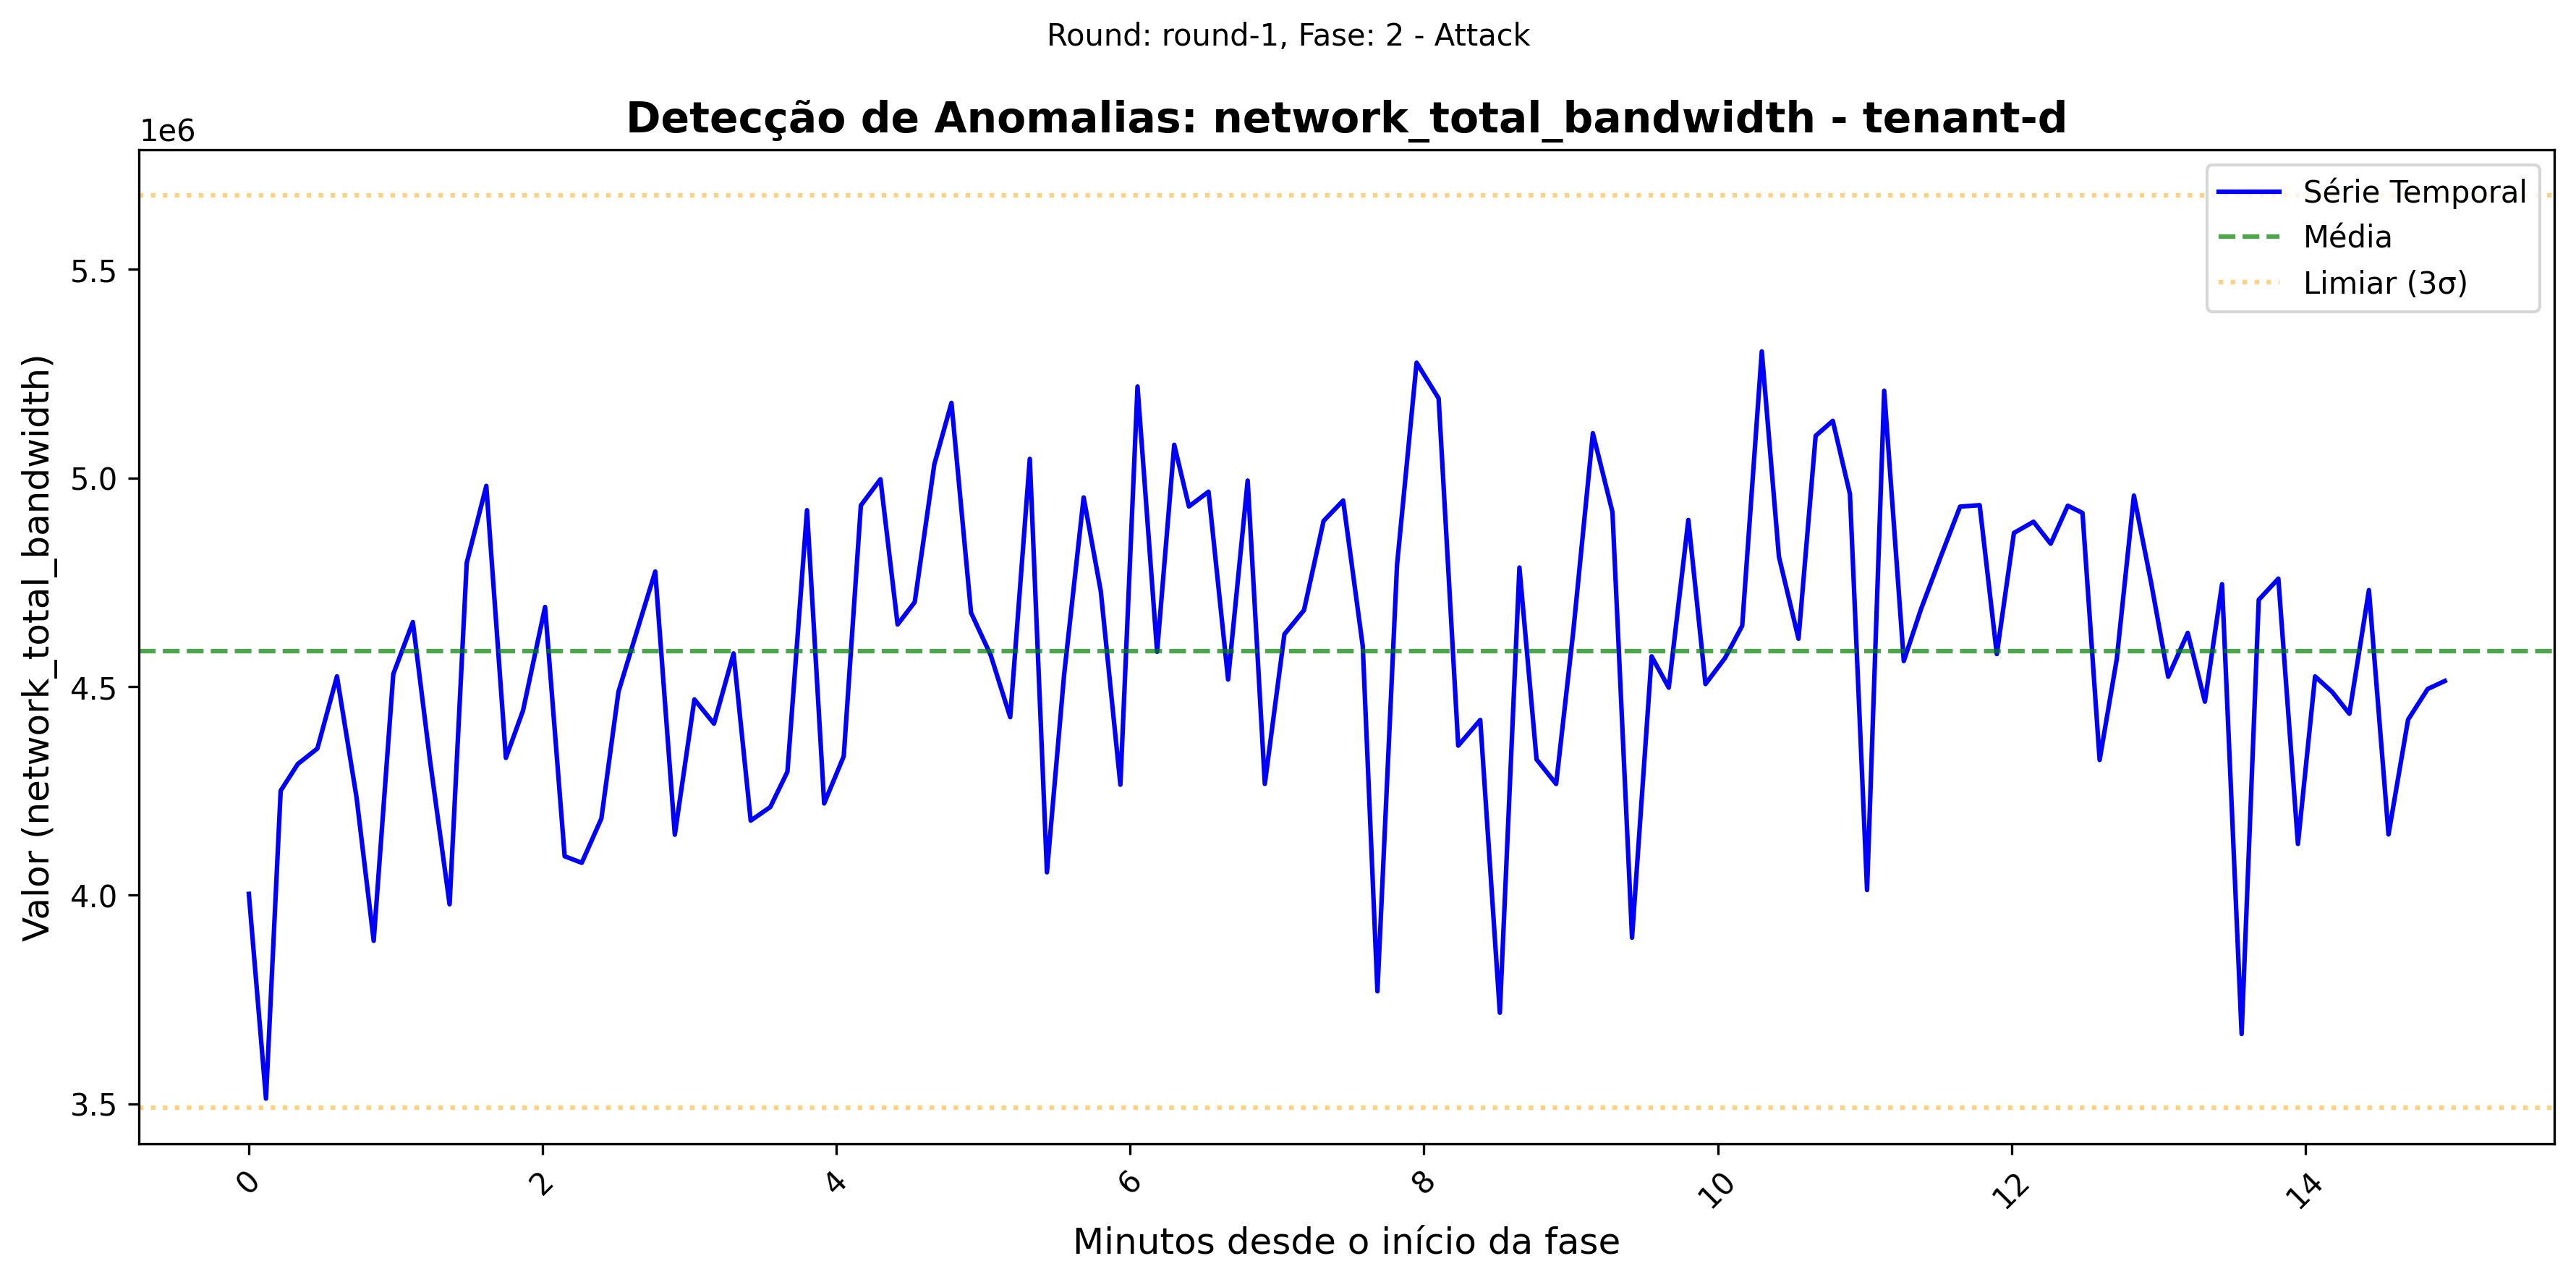 Round: round-1, Fase: 2 - Attack
Detecção de Anomalias: network_total_bandwidth - tenant-d
1e6
Série Temporal
Média
Limiar (3σ)
Valor (network_total_bandwidth)
5.5
5.0
4.5
4.0
3.5
0
2
4
6
8
10
12
14
Minutos desde o início da fase